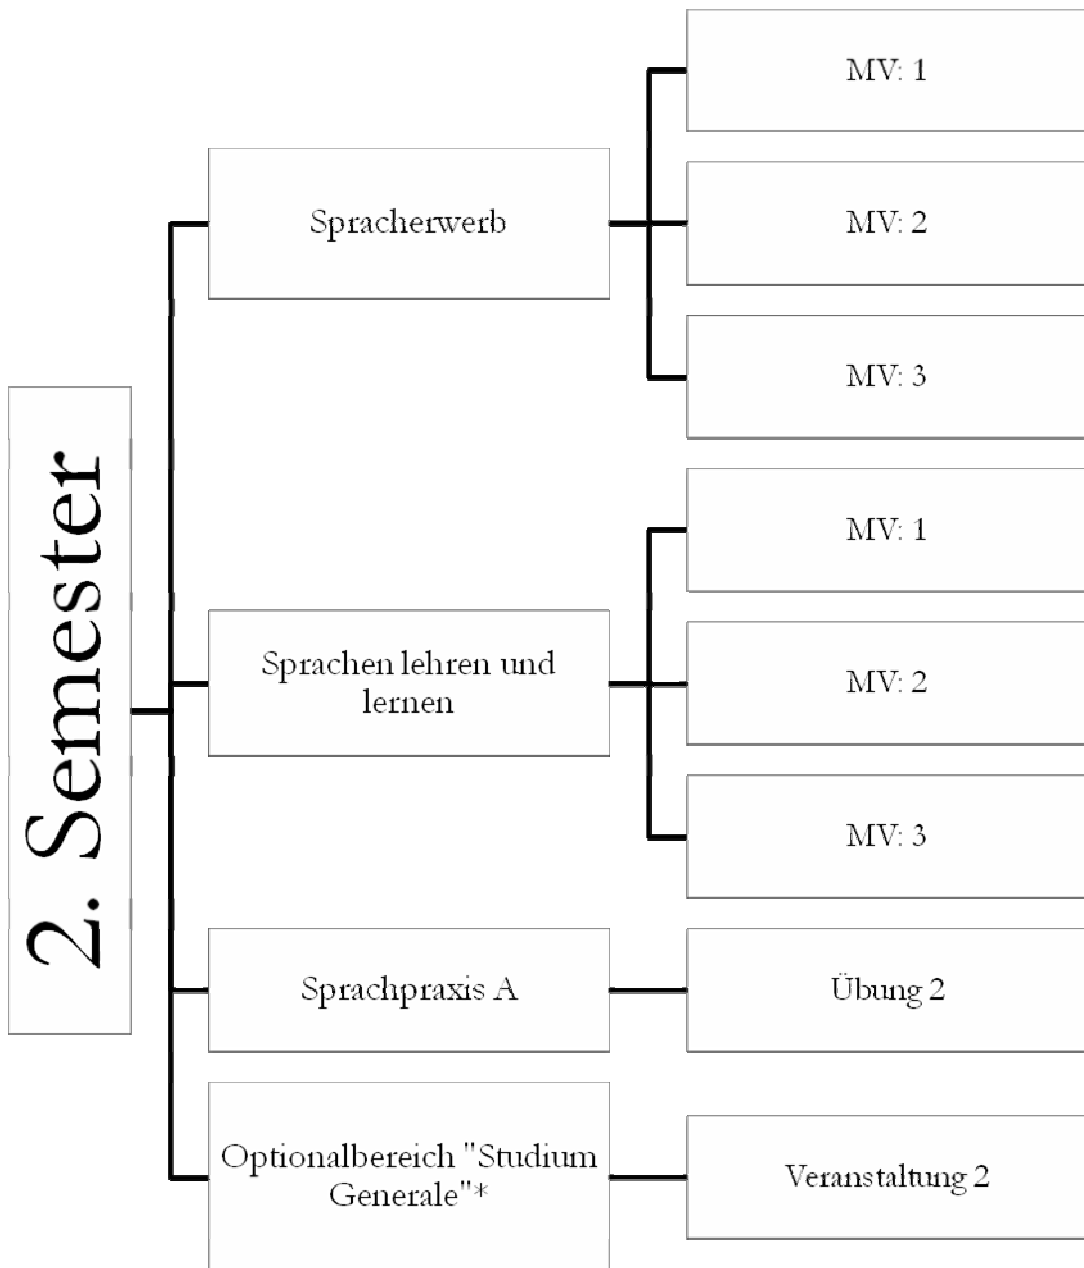 2. Semester
Spracherwerb
MV: 1
MV: 2
MV: 3
Sprachen lehren und
lernen
MV: 1
MV: 2
MV: 3
Sprachpraxis A
Übung 2
Optionalbereich "Studium
Generale"*
Veranstaltung 2